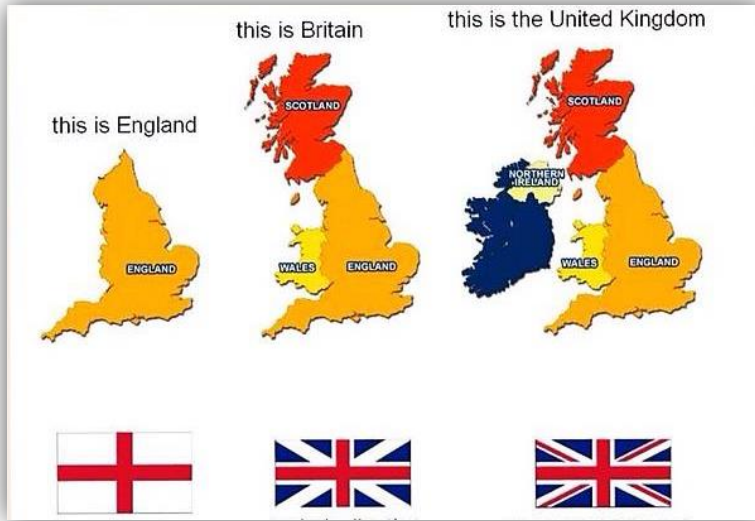 this is England
ENGLAND
this is Britain
SCOTLAND
WALES
ENGLAND
this is the United Kingdom
SCOTLAND
NORTHERN
IRELAND
WALES
ENGLAND